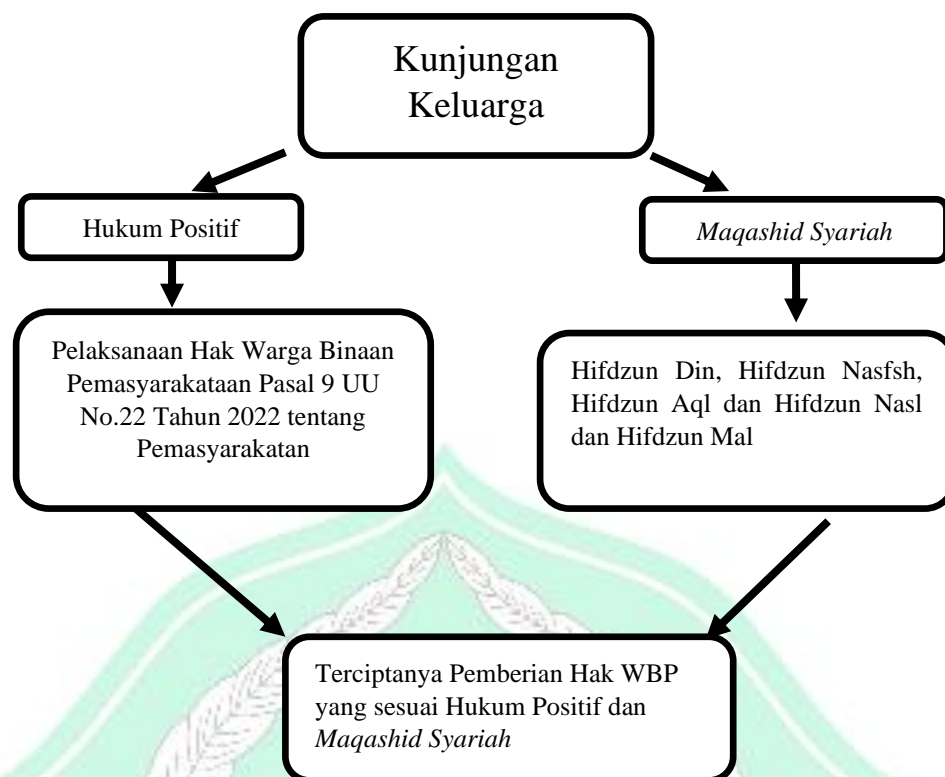 Kunjungan
Keluarga
Hukum Positif
Maqashid Syariah
Pelaksanaan Hak Warga Binaan
Pemasyarakataan Pasal 9 UU
No.22 Tahun 2022 tentang
Pemasyarakatan
Hifdzun Din, Hifdzun Nasfsh,
Hifdzun Aql dan Hifdzun Nasl
dan Hifdzun Mal
Terciptanya Pemberian Hak WBP
yang sesuai Hukum Positif dan
Maqashid Syariah